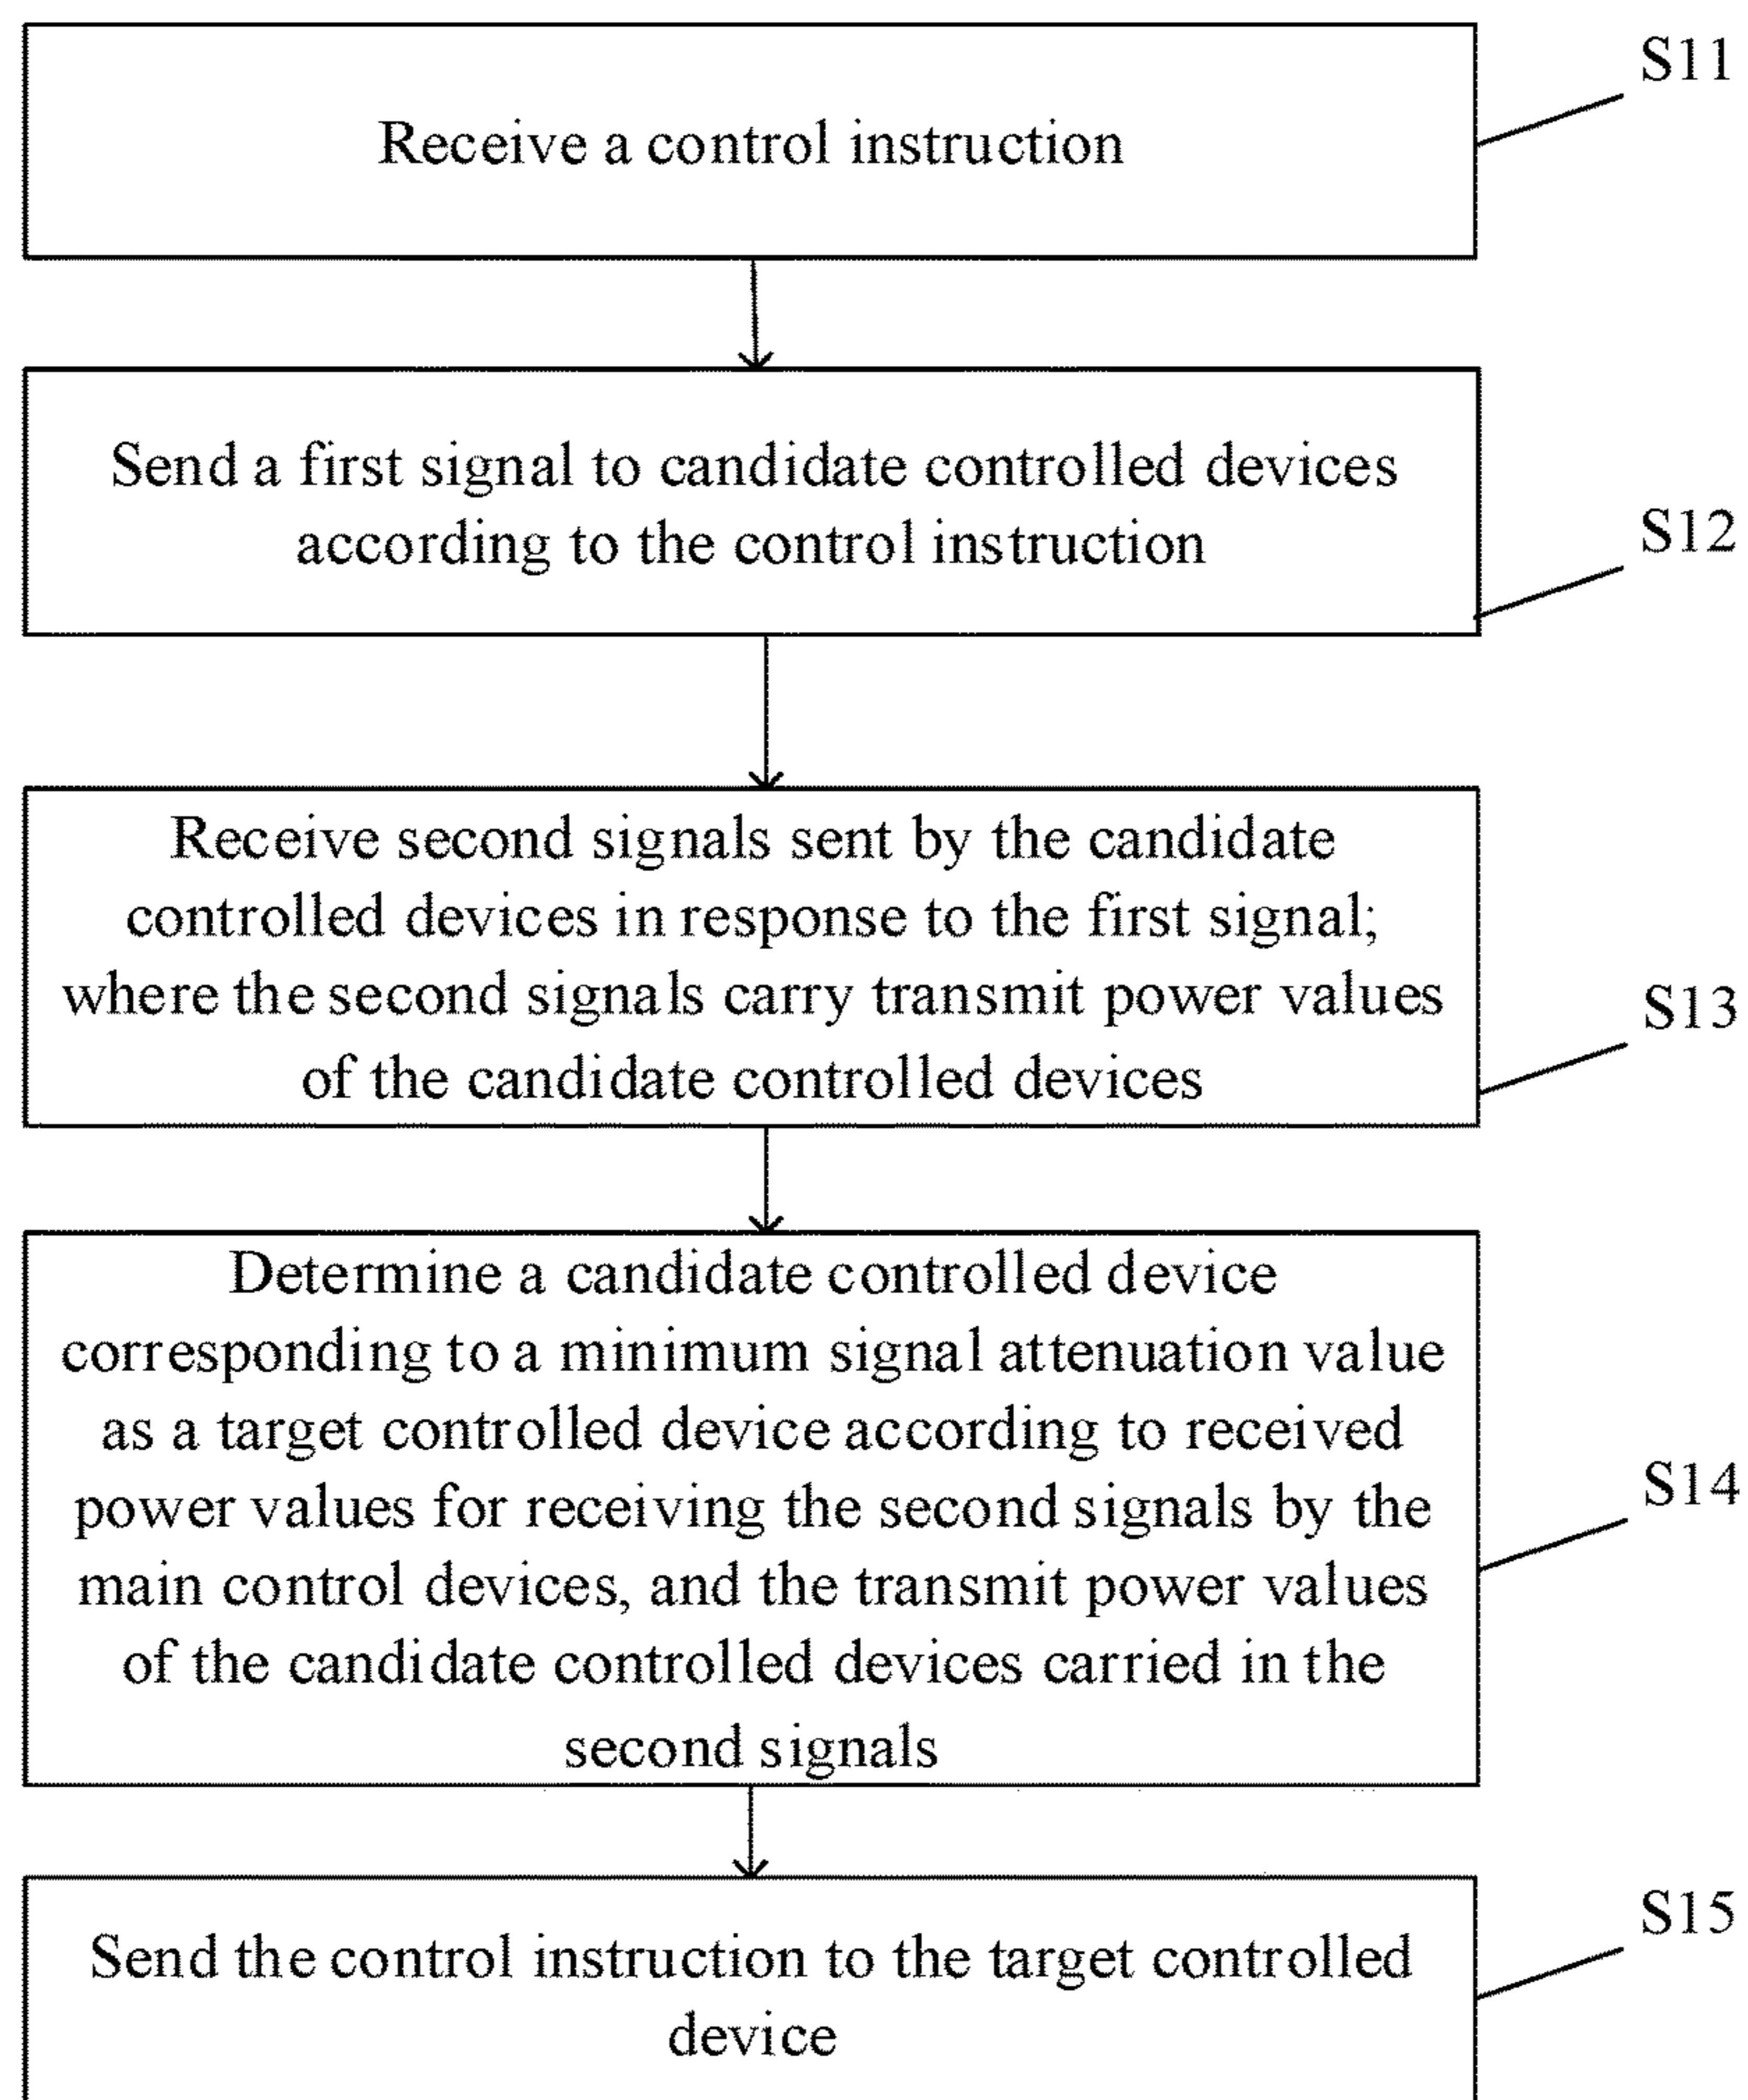 S11
Receive a control instruction
Send a first signal to candidate controlled devices
according to the control instruction
S12
Receive second signals sent by the candidate
controlled devices in response to the first signal;
where the second signals carry transmit power values
of the candidate controlled devices
S13
Determine a candidate controlled device
corresponding to a minimum signal attenuation value
as a target controlled device according to received
power values for receiving the second signals by the
main control devices, and the transmit power values
of the candidate controlled devices carried in the
second signals
S14
Send the control instruction to the target controlled
device
S15